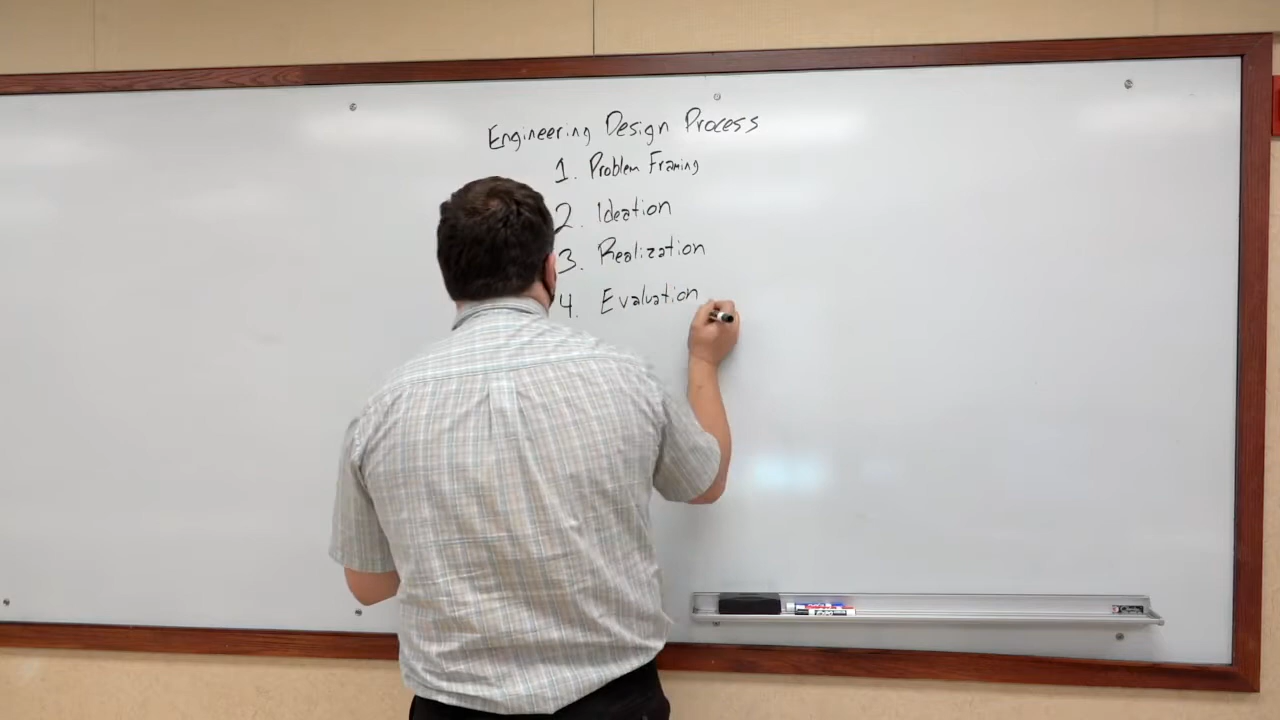 Engineering Design Process
1. Problem Framing
2. Ideation
3. Realization
4. Evaluation